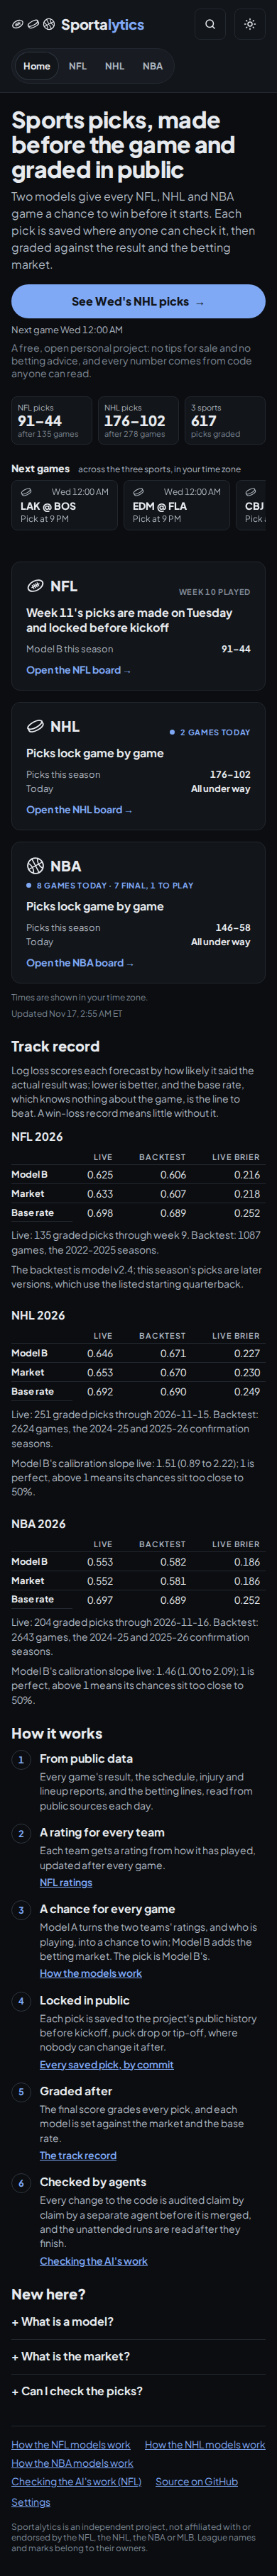 Sportalytics
Home NFL NHL NBA
Sports picks, made
before the game and
graded in public
Two models give every NFL, NHL and NBA
game a chance to win before it starts. Each
pick is saved where anyone can check it, then
graded against the result and the betting
market.
See Wed's NHL picks →
Next game Wed 12:00 AM
A free, open personal project: no tips for sale and no
betting advice, and every number comes from code
anyone can read.
NFL picks
91–44
after 135 games
NHL picks
176–102
after 278 games
3 sports
617
picks graded
Next games across the three sports, in your time zone
Wed 12:00 AM
LAK @ BOS
Pick at 9 PM
Wed 12:00 AM
EDM @ FLA
Pick at 9 PM
CBJ
Pick a
NFL
WEEK 10 PLAYED
Week 11's picks are made on Tuesday
and locked before kickoff
Model B this season 91–44
Open the NFL board →
NHL
2 GAMES TODAY
Picks lock game by game
Picks this season 176–102
Today All under way
Open the NHL board →
NBA
8 GAMES TODAY · 7 FINAL, 1 TO PLAY
Picks lock game by game
Picks this season 146–58
Today All under way
Open the NBA board →
Times are shown in your time zone.
Updated Nov 17, 2:55 AM ET
Track record
Log loss scores each forecast by how likely it said the
actual result was; lower is better, and the base rate,
which knows nothing about the game, is the line to
beat. A win-loss record means little without it.
NFL 2026
LIVE BACKTEST LIVE BRIER
Model B 0.625 0.606 0.216
Market 0.633 0.607 0.218
Base rate 0.698 0.689 0.252
Live: 135 graded picks through week 9. Backtest: 1087
games, the 2022-2025 seasons.
The backtest is model v2.4; this season's picks are later
versions, which use the listed starting quarterback.
NHL 2026
LIVE BACKTEST LIVE BRIER
Model B 0.646 0.671 0.227
Market 0.653 0.670 0.230
Base rate 0.692 0.690 0.249
Live: 251 graded picks through 2026-11-15. Backtest:
2624 games, the 2024-25 and 2025-26 confirmation
seasons.
Model B's calibration slope live: 1.51 (0.89 to 2.22); 1 is
perfect, above 1 means its chances sit too close to
50%.
NBA 2026
LIVE BACKTEST LIVE BRIER
Model B 0.553 0.582 0.186
Market 0.552 0.581 0.186
Base rate 0.697 0.689 0.252
Live: 204 graded picks through 2026-11-16. Backtest:
2643 games, the 2024-25 and 2025-26 confirmation
seasons.
Model B's calibration slope live: 1.46 (1.00 to 2.09); 1 is
perfect, above 1 means its chances sit too close to
50%.
How it works
1 From public data
Every game's result, the schedule, injury and
lineup reports, and the betting lines, read from
public sources each day.
2 A rating for every team
Each team gets a rating from how it has played,
updated after every game.
NFL ratings
3 A chance for every game
Model A turns the two teams' ratings, and who is
playing, into a chance to win; Model B adds the
betting market. The pick is Model B's.
How the models work
4 Locked in public
Each pick is saved to the project's public history
before kickoff, puck drop or tip-off, where
nobody can change it after.
Every saved pick, by commit
5 Graded after
The final score grades every pick, and each
model is set against the market and the base
rate.
The track record
6 Checked by agents
Every change to the code is audited claim by
claim by a separate agent before it is merged,
and the unattended runs are read after they
finish.
Checking the AI's work
New here?
+ What is a model?
+ What is the market?
+ Can I check the picks?
How the NFL models work How the NHL models work
How the NBA models work
Checking the AI's work (NFL) Source on GitHub
Settings
Sportalytics is an independent project, not affiliated with or
endorsed by the NFL, the NHL, the NBA or MLB. League names
and marks belong to their owners.